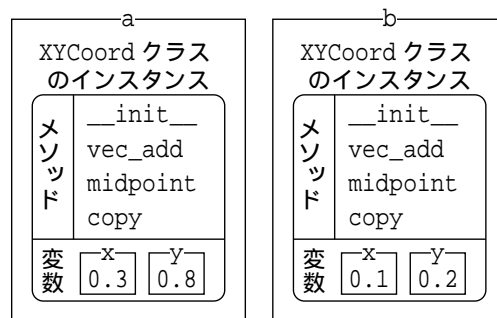 a
XYCoord クラス
のインスタンス
メソッド
__init__
vec_add
midpoint
copy
変数
x
0.3
y
0.8
b
XYCoord クラス
のインスタンス
メソッド
__init__
vec_add
midpoint
copy
変数
x
0.1
y
0.2